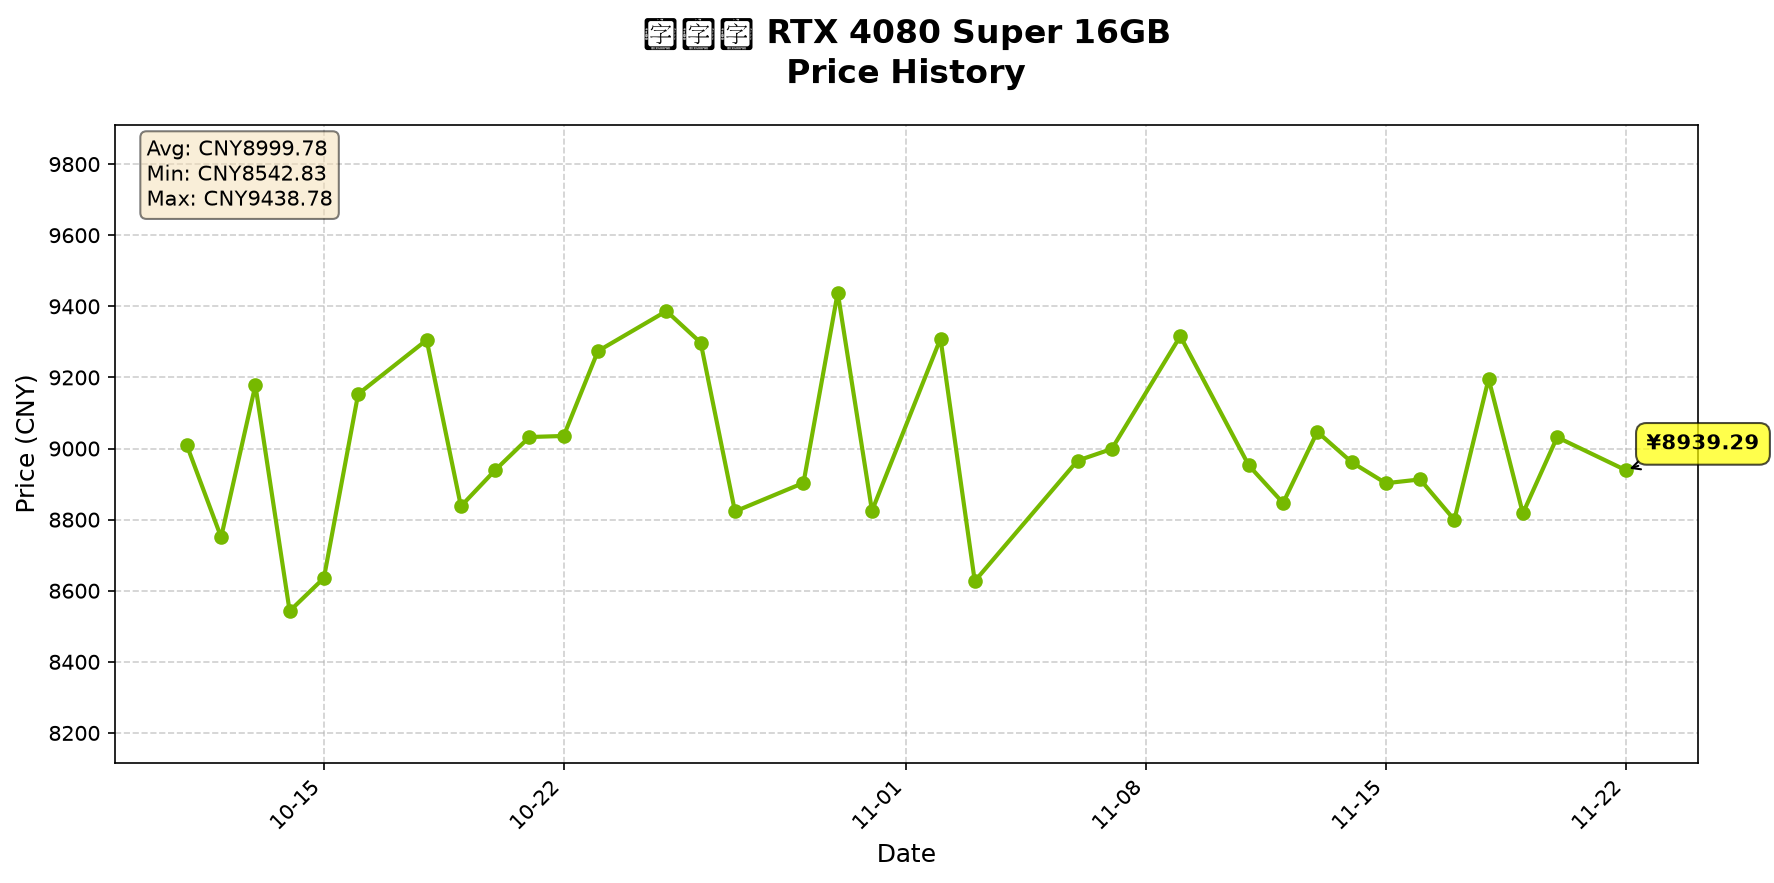 RTX 4080 Super 16GB
Price History
Avg: CNY8999.78
Min: CNY8542.83
Max: CNY9438.78
9800
9600
9400
9200
9000
8800
8600
8400
8200
Price (CNY)
¥8939.29
10-15
10-22
11-01
11-08
11-15
11-22
Date